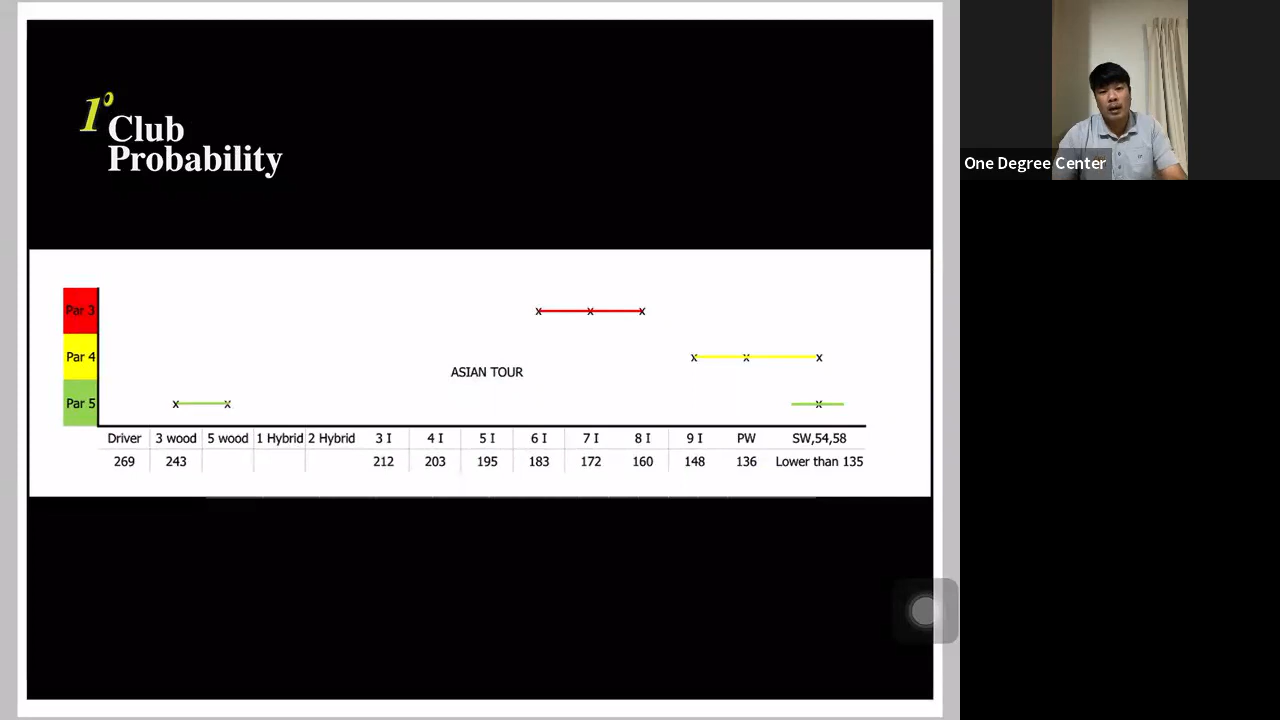 1°
Club
Probability
Par 3
x x x
Par 4
x x x
ASIAN TOUR
Par 5
x x x
Driver 3 wood 5 wood 1 Hybrid 2 Hybrid 3 I 4 I 5 I 6 I 7 I 8 I 9 I PW SW,54,58
269 243 212 203 195 183 172 160 148 136 Lower than 135
One Degree Center